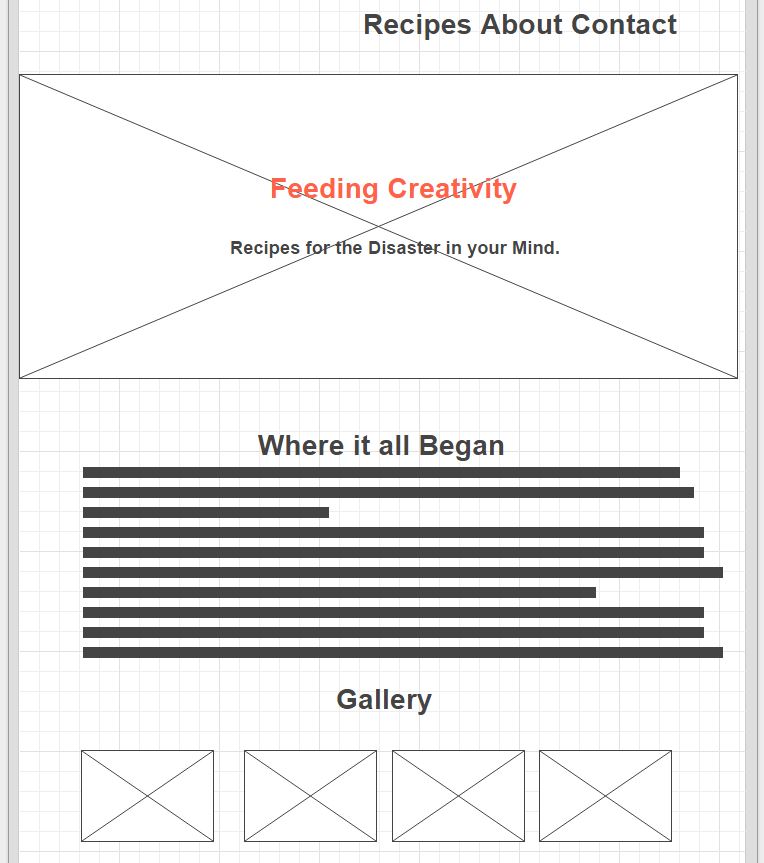 Recipes About Contact
Feeding Creativity
Recipes for the Disaster in your Mind.
Where it all Began
Gallery